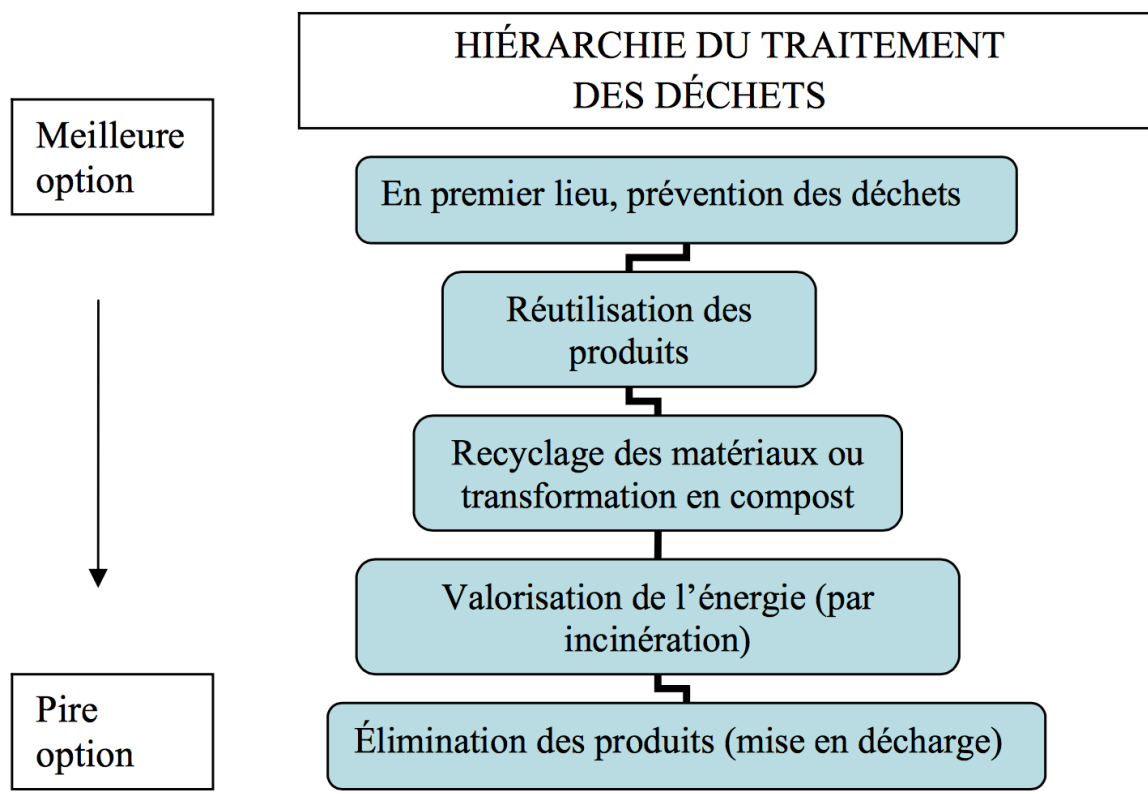 HIÉRARCHIE DU TRAITEMENT
DES DÉCHETS
Meilleure
option
En premier lieu, prévention des déchets
Réutilisation des
produits
Recyclage des matériaux ou
transformation en compost
Valorisation de l’énergie (par
incinération)
Pire
option
Élimination des produits (mise en décharge)